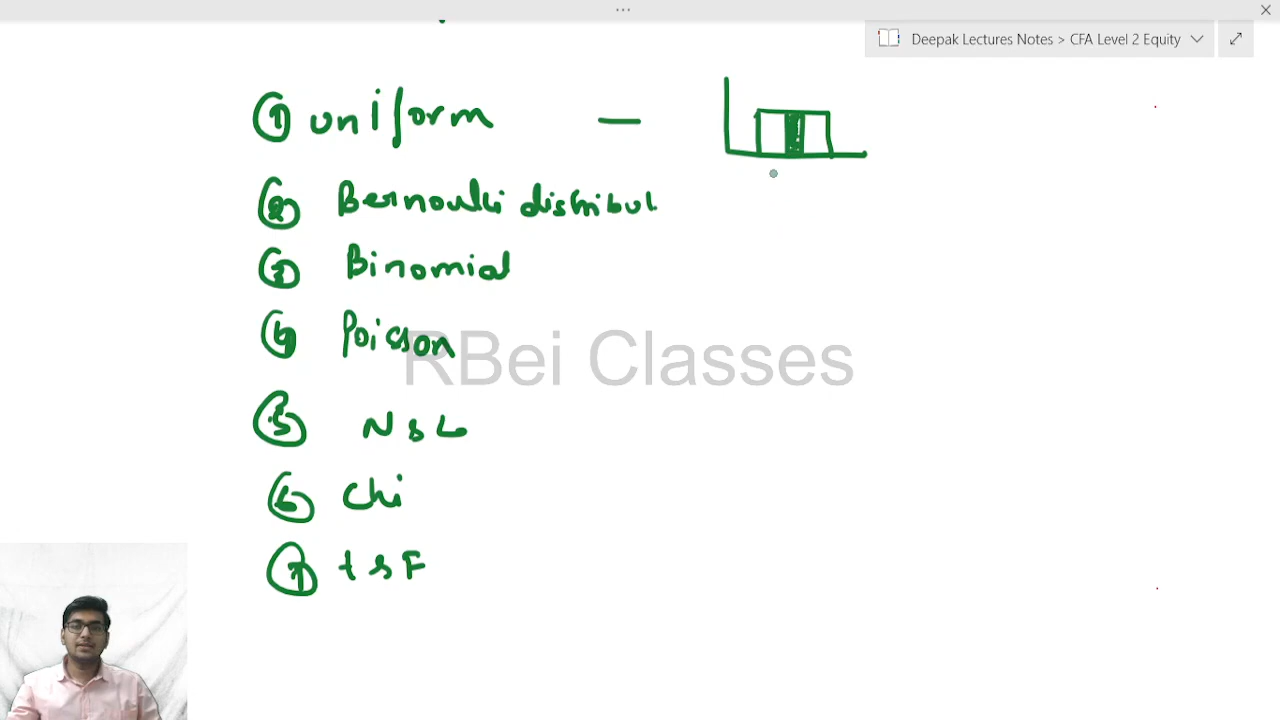 Deepak Lectures Notes > CFA Level 2 Equity
1 uniform —
2 Bernoulli distribut
3 Binomial
4 Poisson
RBei Classes
5 N & L
6 Chi
7 t & F